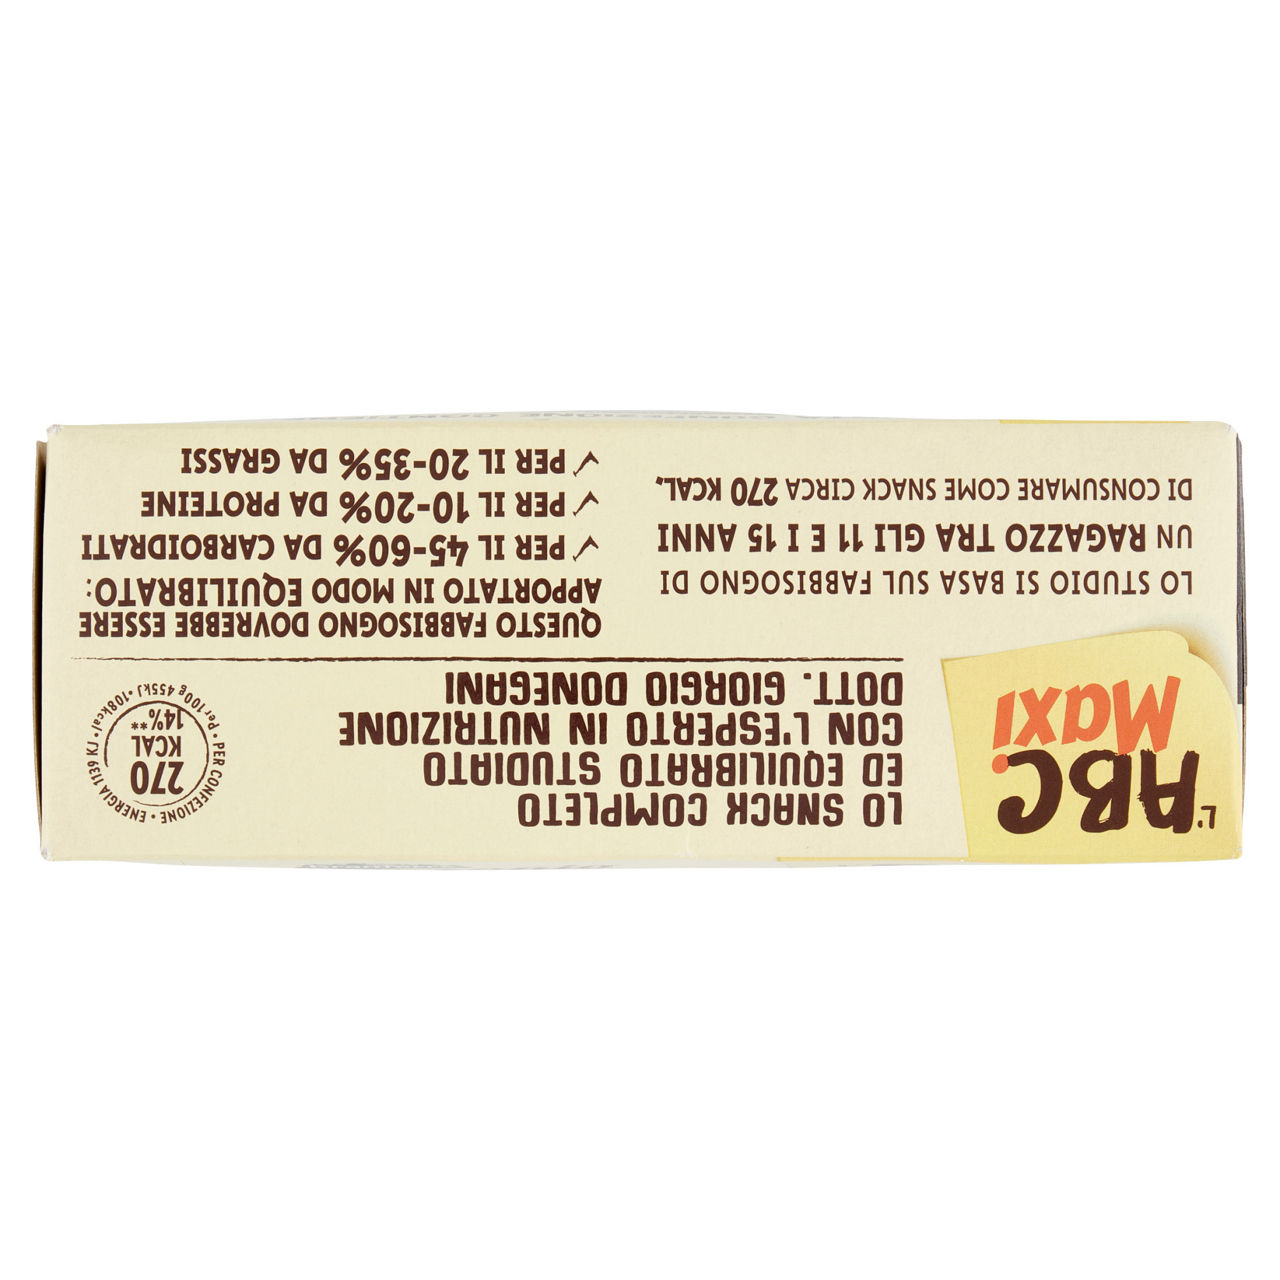 L'ABC
Maxi
LO SNACK COMPLETO
ED EQUILIBRATO STUDIATO
CON L'ESPERTO IN NUTRIZIONE
DOTT. GIORGIO DONEGANI
270
KCAL
14%**
• PER CONFEZIONE • ENERGIA 1139 KJ • 108kcal • Per 100g 455kJ
LO STUDIO SI BASA SUL FABBISOGNO DI
UN RAGAZZO TRA GLI 11 E I 15 ANNI
DI CONSUMARE COME SNACK CIRCA 270 KCAL.
QUESTO FABBISOGNO DOVREBBE ESSERE
APPORTATO IN MODO EQUILIBRATO:
✓ PER IL 45-60% DA CARBOIDRATI
✓ PER IL 10-20% DA PROTEINE
✓ PER IL 20-35% DA GRASSI